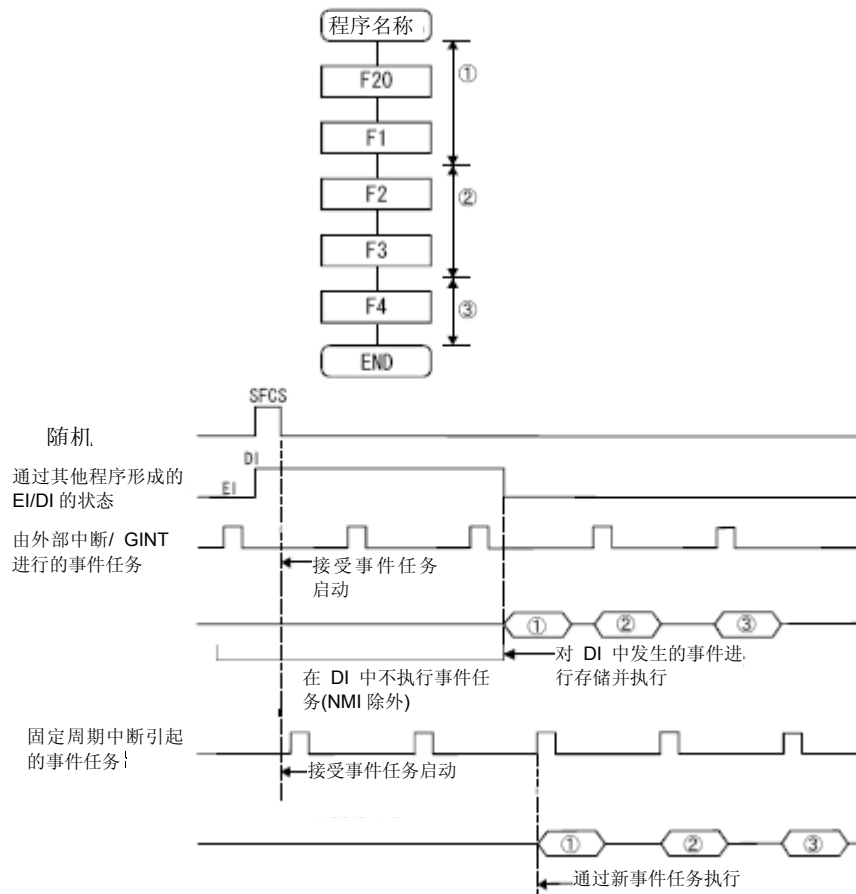 程序名称
①
F20
F1
F2
②
F3
F4
③
END
SFCS
随机
DI
通过其他程序形成的
EI/DI 的状态
EI
由外部中断/ GINT
进行的事件任务
接受事件任务
启动
① ② ③
对 DI 中发生的事件进
行存储并执行
在 DI 中不执行事件任
务(NMI 除外)
固定周期中断引起
的事件任务
接受事件任务启动
① ② ③
通过新事件任务执行